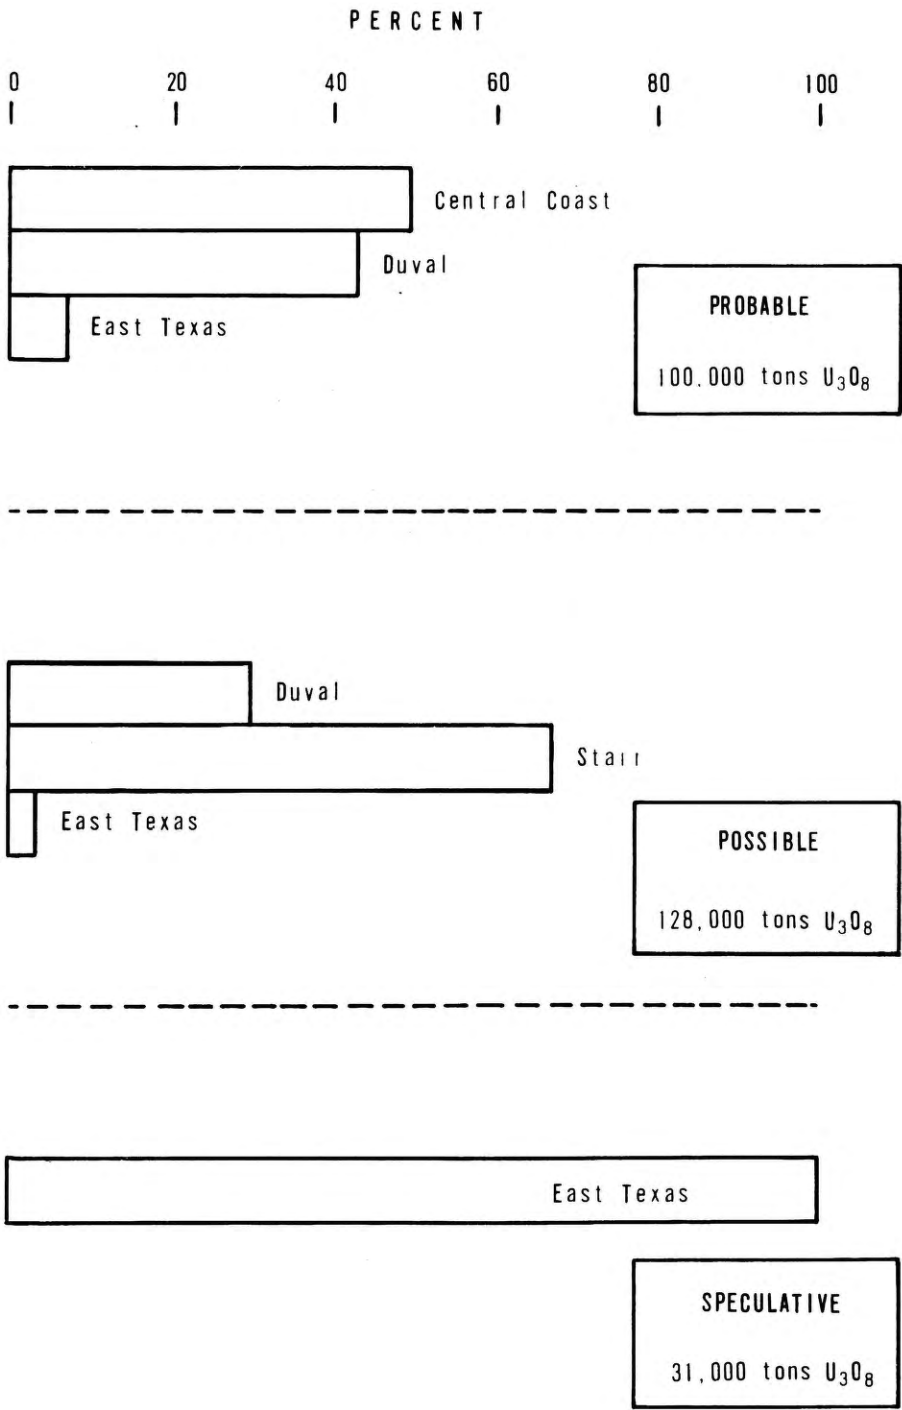 PERCENT
0 20 40 60 80 100
Central Coast
Duval
East Texas
PROBABLE
100.000 tons U₃O₈
Duval
Starr
East Texas
POSSIBLE
128,000 tons U₃O₈
East Texas
SPECULATIVE
31,000 tons U₃O₈